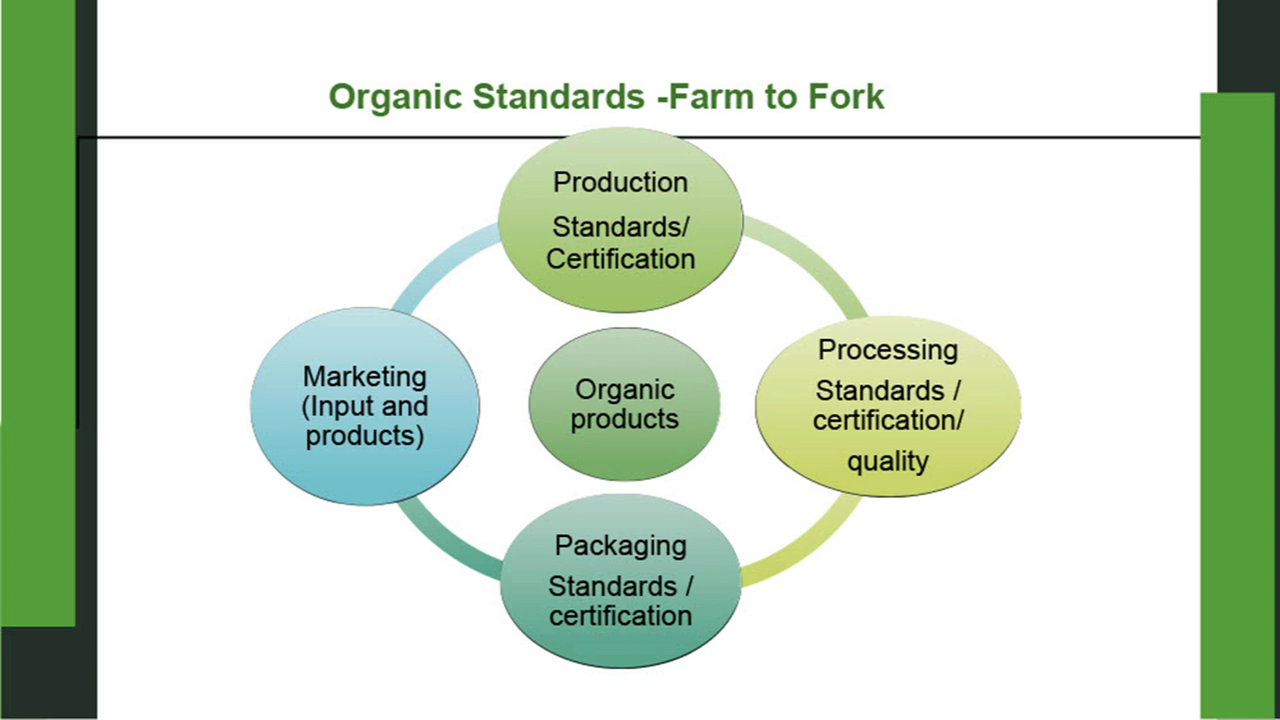 Organic Standards -Farm to Fork
Production
Standards/
Certification
Processing
Standards /
certification/
quality
Marketing
(Input and
products)
Organic
products
Packaging
Standards /
certification